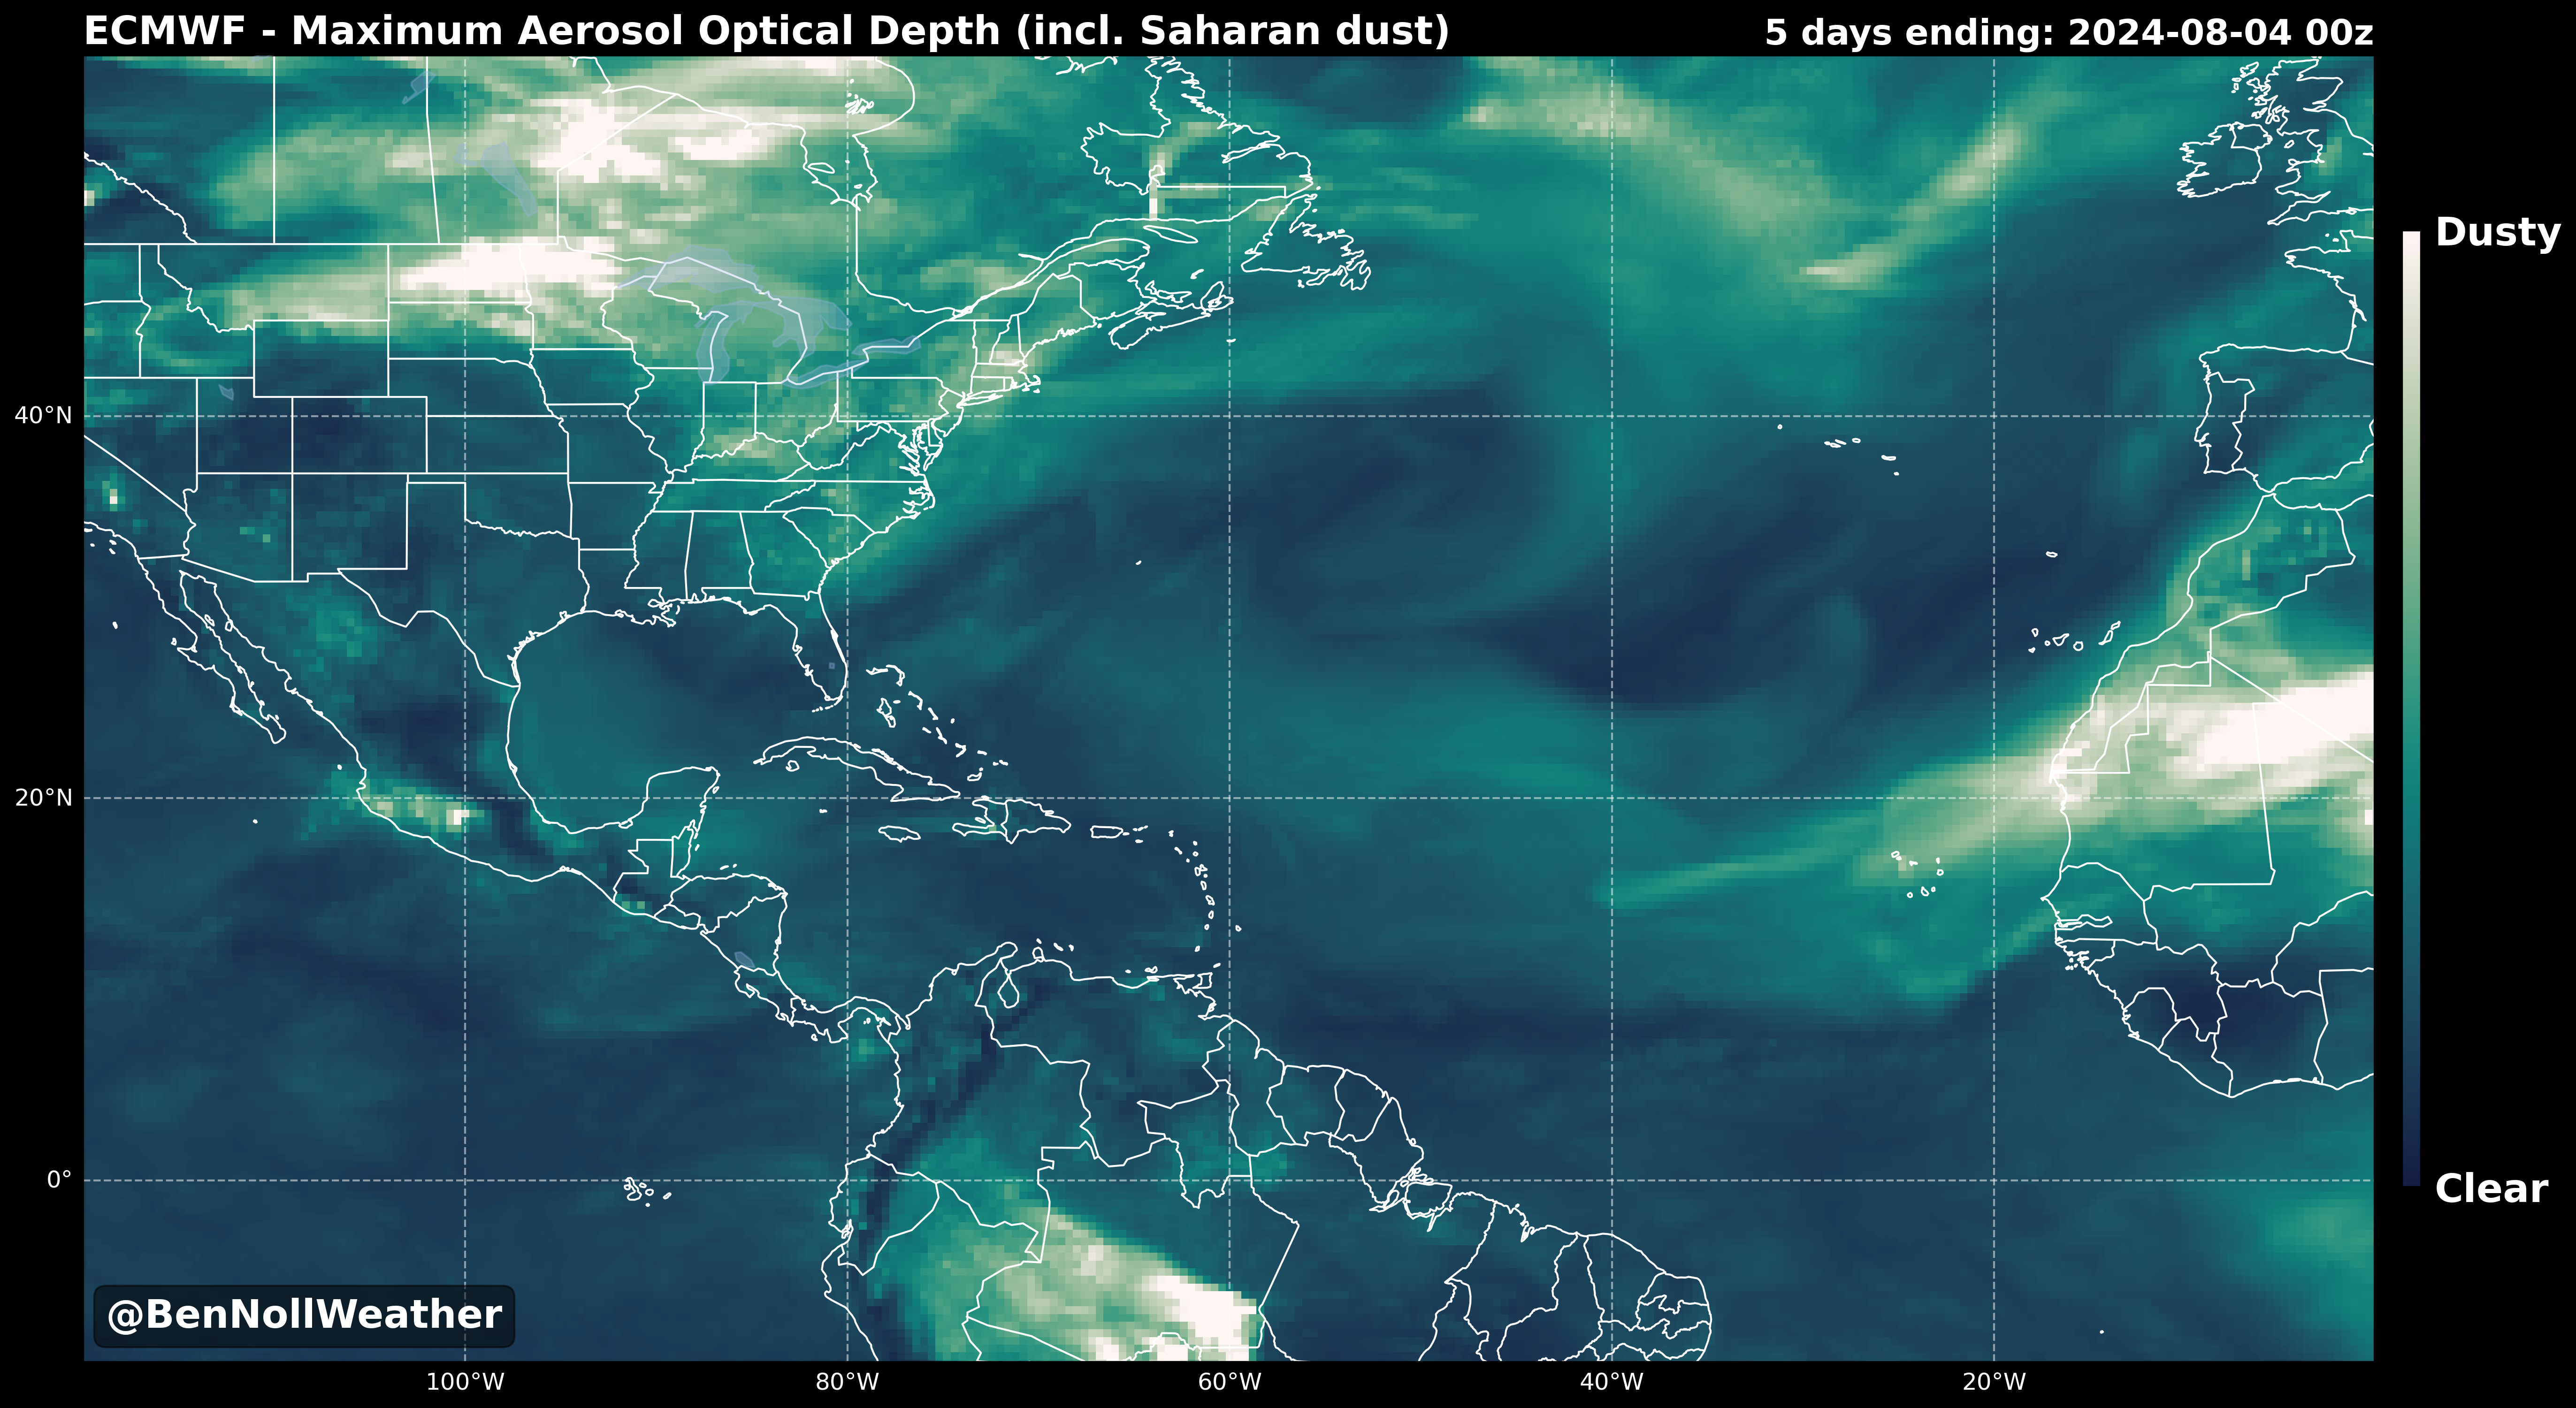 ECMWF - Maximum Aerosol Optical Depth (incl. Saharan dust)
5 days ending: 2024-08-04 00z
Dusty
40°N
20°N
0°
Clear
@BenNollWeather
100°W
80°W
60°W
40°W
20°W